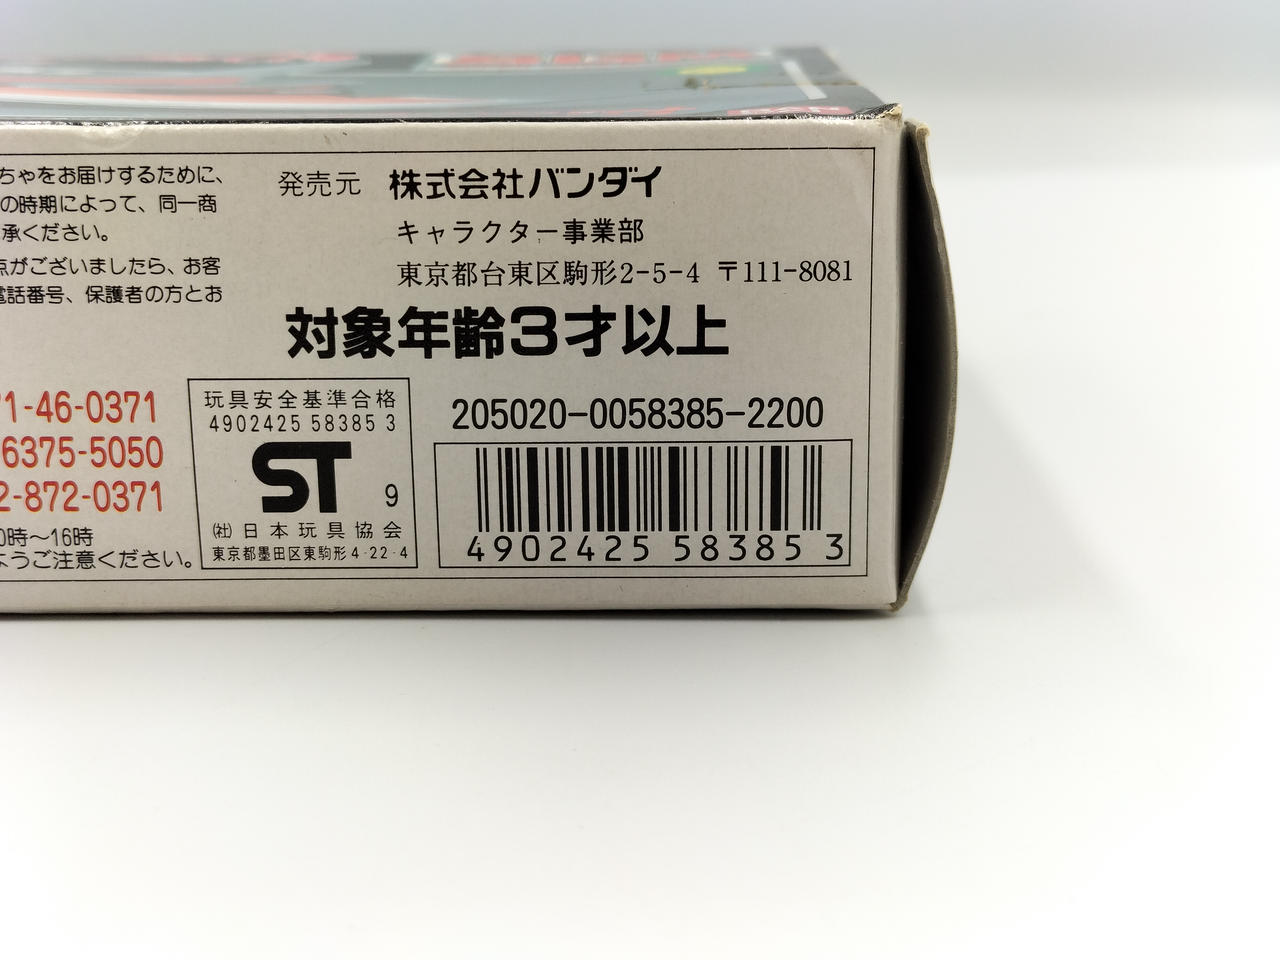 ちゃをお届けするために、
の時期によって、同一商
承ください。
点がございましたら、お客
電話番号、保護者の方とお
71-46-0371
6375-5050
2-872-0371
0時～16時
ようご注意ください。
発売元 株式会社バンダイ
キャラクター事業部
東京都台東区駒形2-5-4 〒111-8081
対象年齢3才以上
玩具安全基準合格
4902425 58385 3
ST 9
(社)日本玩具協会
東京都墨田区東駒形4-22-4
205020-0058385-2200
4902425 58385 3